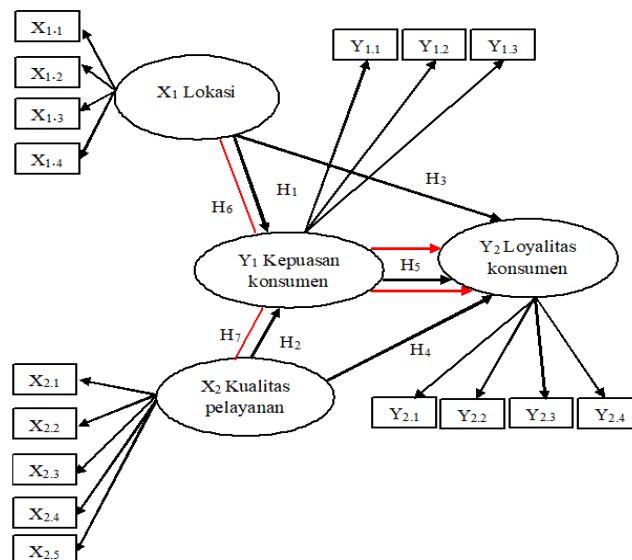 X1.1
X1.2
X1.3
X1.4
X1 Lokasi
Y1.1
Y1.2
Y1.3
H1
H3
H6
Y1 Kepuasan
konsumen
H5
Y2 Loyalitas
konsumen
H7
H2
H4
X2 Kualitas
pelayanan
X2.1
X2.2
X2.3
X2.4
X2.5
Y2.1
Y2.2
Y2.3
Y2.4